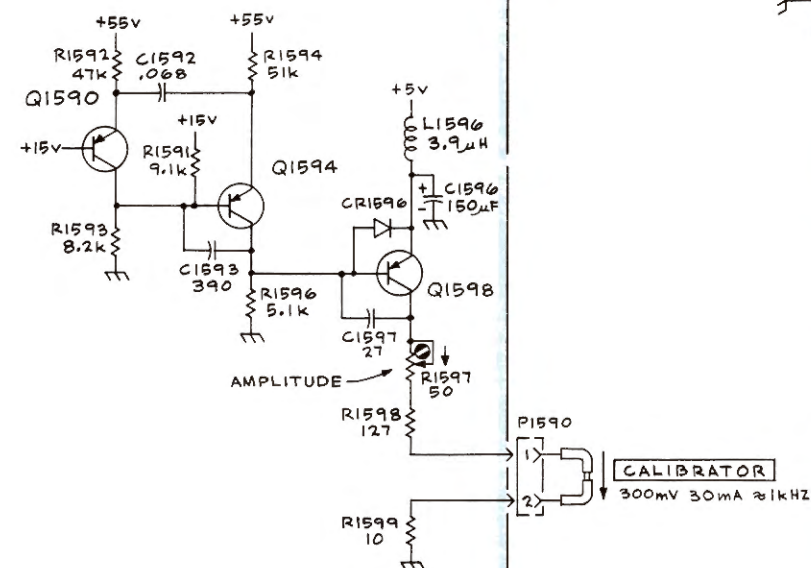 +55V
+55V
R1592
47K
C1592
.068
R1594
51K
Q1590
+15V
+15V
R1591
9.1K
Q1594
+5V
L1596
3.9µH
+
-
C1596
150µF
CR1596
R1593
8.2K
C1593
390
R1596
5.1K
Q1598
C1597
27
AMPLITUDE
R1597
50
R1598
127
P1590
1
2
CALIBRATOR
300mV 30mA ≈1kHZ
R1599
10